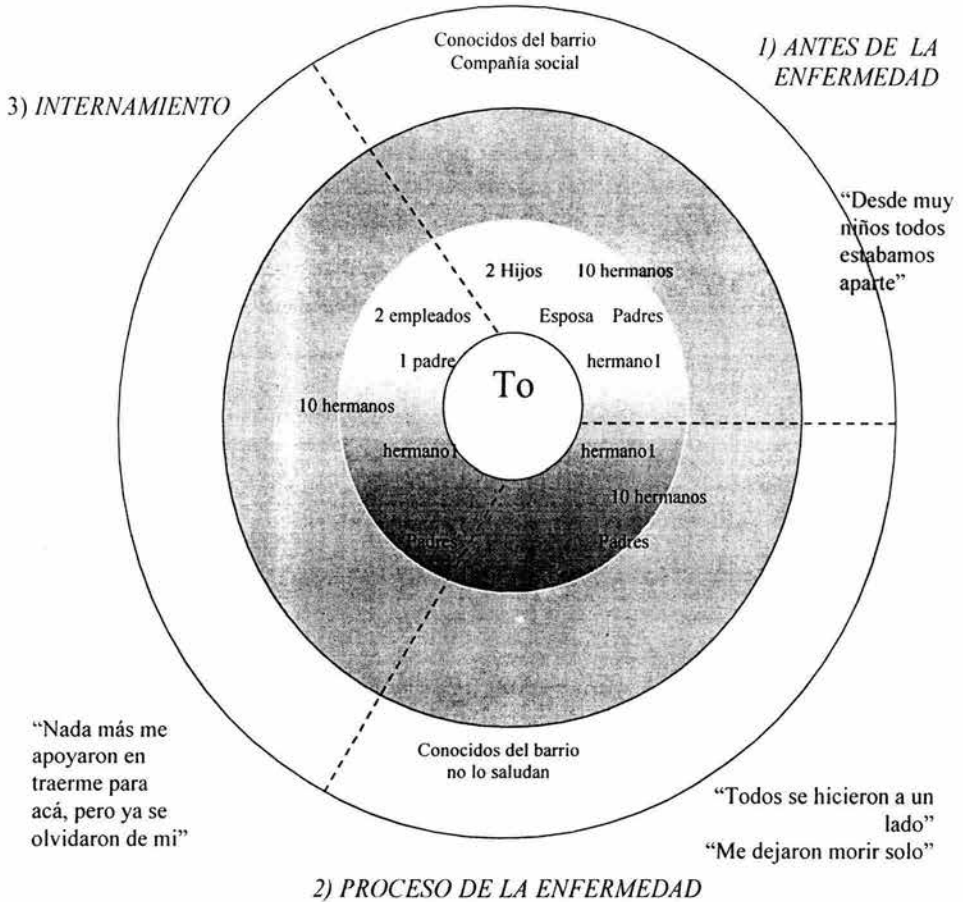 Conocidos del barrio
Compañía social
1) ANTES DE LA
ENFERMEDAD
3) INTERNAMIENTO
“Desde muy
niños todos
estabamos
aparte”
2 Hijos
10 hermanos
2 empleados
Esposa
Padres
1 padre
To
hermano1
10 hermanos
hermano1
hermano1
10 hermanos
Padres
Padres
“Nada más me
apoyaron en
traerme para
acá, pero ya se
olvidaron de mi”
Conocidos del barrio
no lo saludan
“Todos se hicieron a un
lado”
“Me dejaron morir solo”
2) PROCESO DE LA ENFERMEDAD